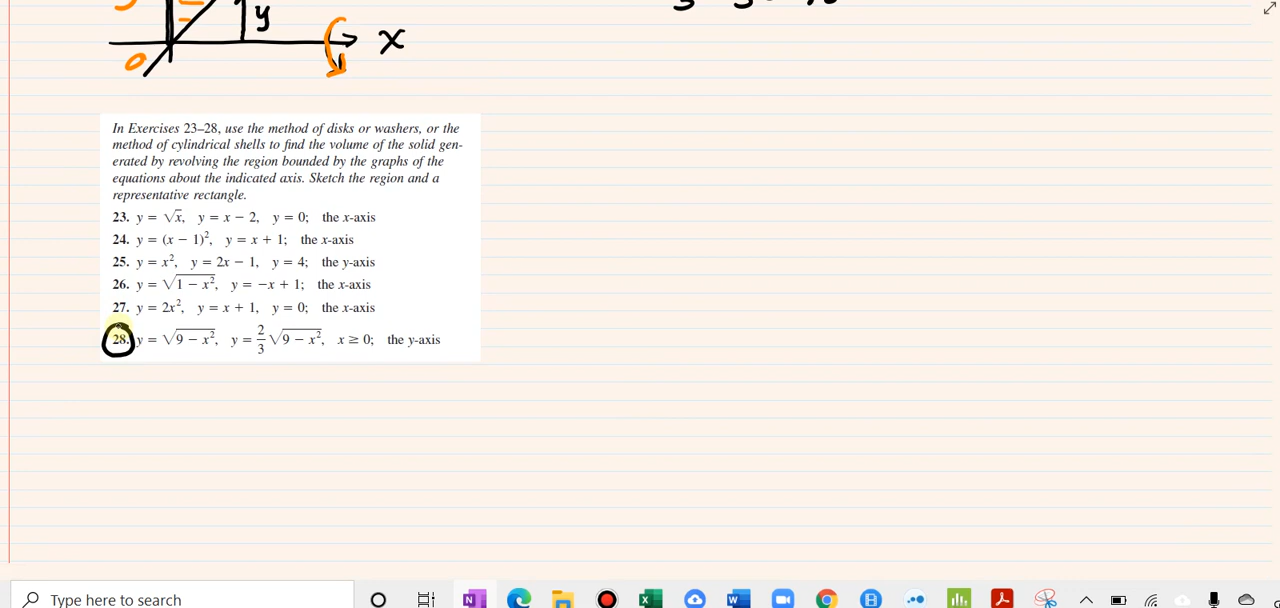 y
x
0
In Exercises 23–28, use the method of disks or washers, or the
method of cylindrical shells to find the volume of the solid gen-
erated by revolving the region bounded by the graphs of the
equations about the indicated axis. Sketch the region and a
representative rectangle.
23. y = √x, y = x − 2, y = 0; the x-axis
24. y = (x − 1)², y = x + 1; the x-axis
25. y = x², y = 2x − 1, y = 4; the y-axis
26. y = √(1 − x²), y = −x + 1; the x-axis
27. y = 2x², y = x + 1, y = 0; the x-axis
28. y = √(9 − x²), y = 2/3 √(9 − x²), x ≥ 0; the y-axis
Type here to search